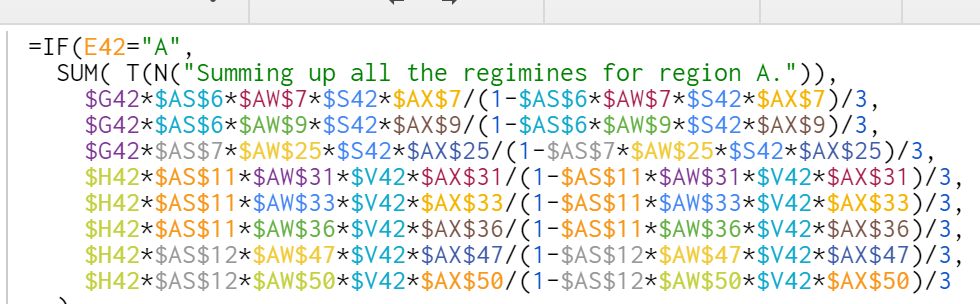 =IF(E42="A",
SUM( T(N("Summing up all the regimines for region A.")),
$G42*$AS$6*$AW$7*$S42*$AX$7/(1-$AS$6*$AW$7*$S42*$AX$7)/3,
$G42*$AS$6*$AW$9*$S42*$AX$9/(1-$AS$6*$AW$9*$S42*$AX$9)/3,
$G42*$AS$7*$AW$25*$S42*$AX$25/(1-$AS$7*$AW$25*$S42*$AX$25)/3,
$H42*$AS$11*$AW$31*$V42*$AX$31/(1-$AS$11*$AW$31*$V42*$AX$31)/3,
$H42*$AS$11*$AW$33*$V42*$AX$33/(1-$AS$11*$AW$33*$V42*$AX$33)/3,
$H42*$AS$11*$AW$36*$V42*$AX$36/(1-$AS$11*$AW$36*$V42*$AX$36)/3,
$H42*$AS$12*$AW$47*$V42*$AX$47/(1-$AS$12*$AW$47*$V42*$AX$47)/3,
$H42*$AS$12*$AW$50*$V42*$AX$50/(1-$AS$12*$AW$50*$V42*$AX$50)/3
)